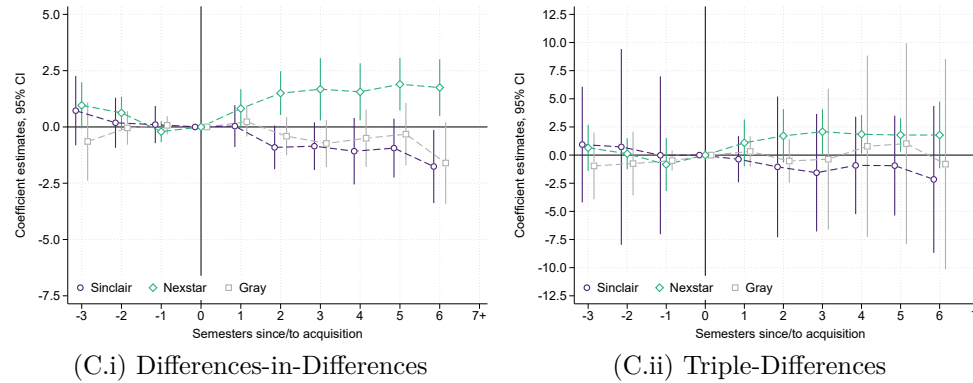 5.0
2.5
0.0
-2.5
-5.0
-7.5
Coefficient estimates, 95% CI
Sinclair Nexstar Gray
-3 -2 -1 0 1 2 3 4 5 6 7+
Semesters since/to acquisition
(C.i) Differences-in-Differences
12.5
10.0
7.5
5.0
2.5
0.0
-2.5
-5.0
-7.5
-10.0
-12.5
Coefficient estimates, 95% CI
Sinclair Nexstar Gray
-3 -2 -1 0 1 2 3 4 5 6
Semesters since/to acquisition
(C.ii) Triple-Differences